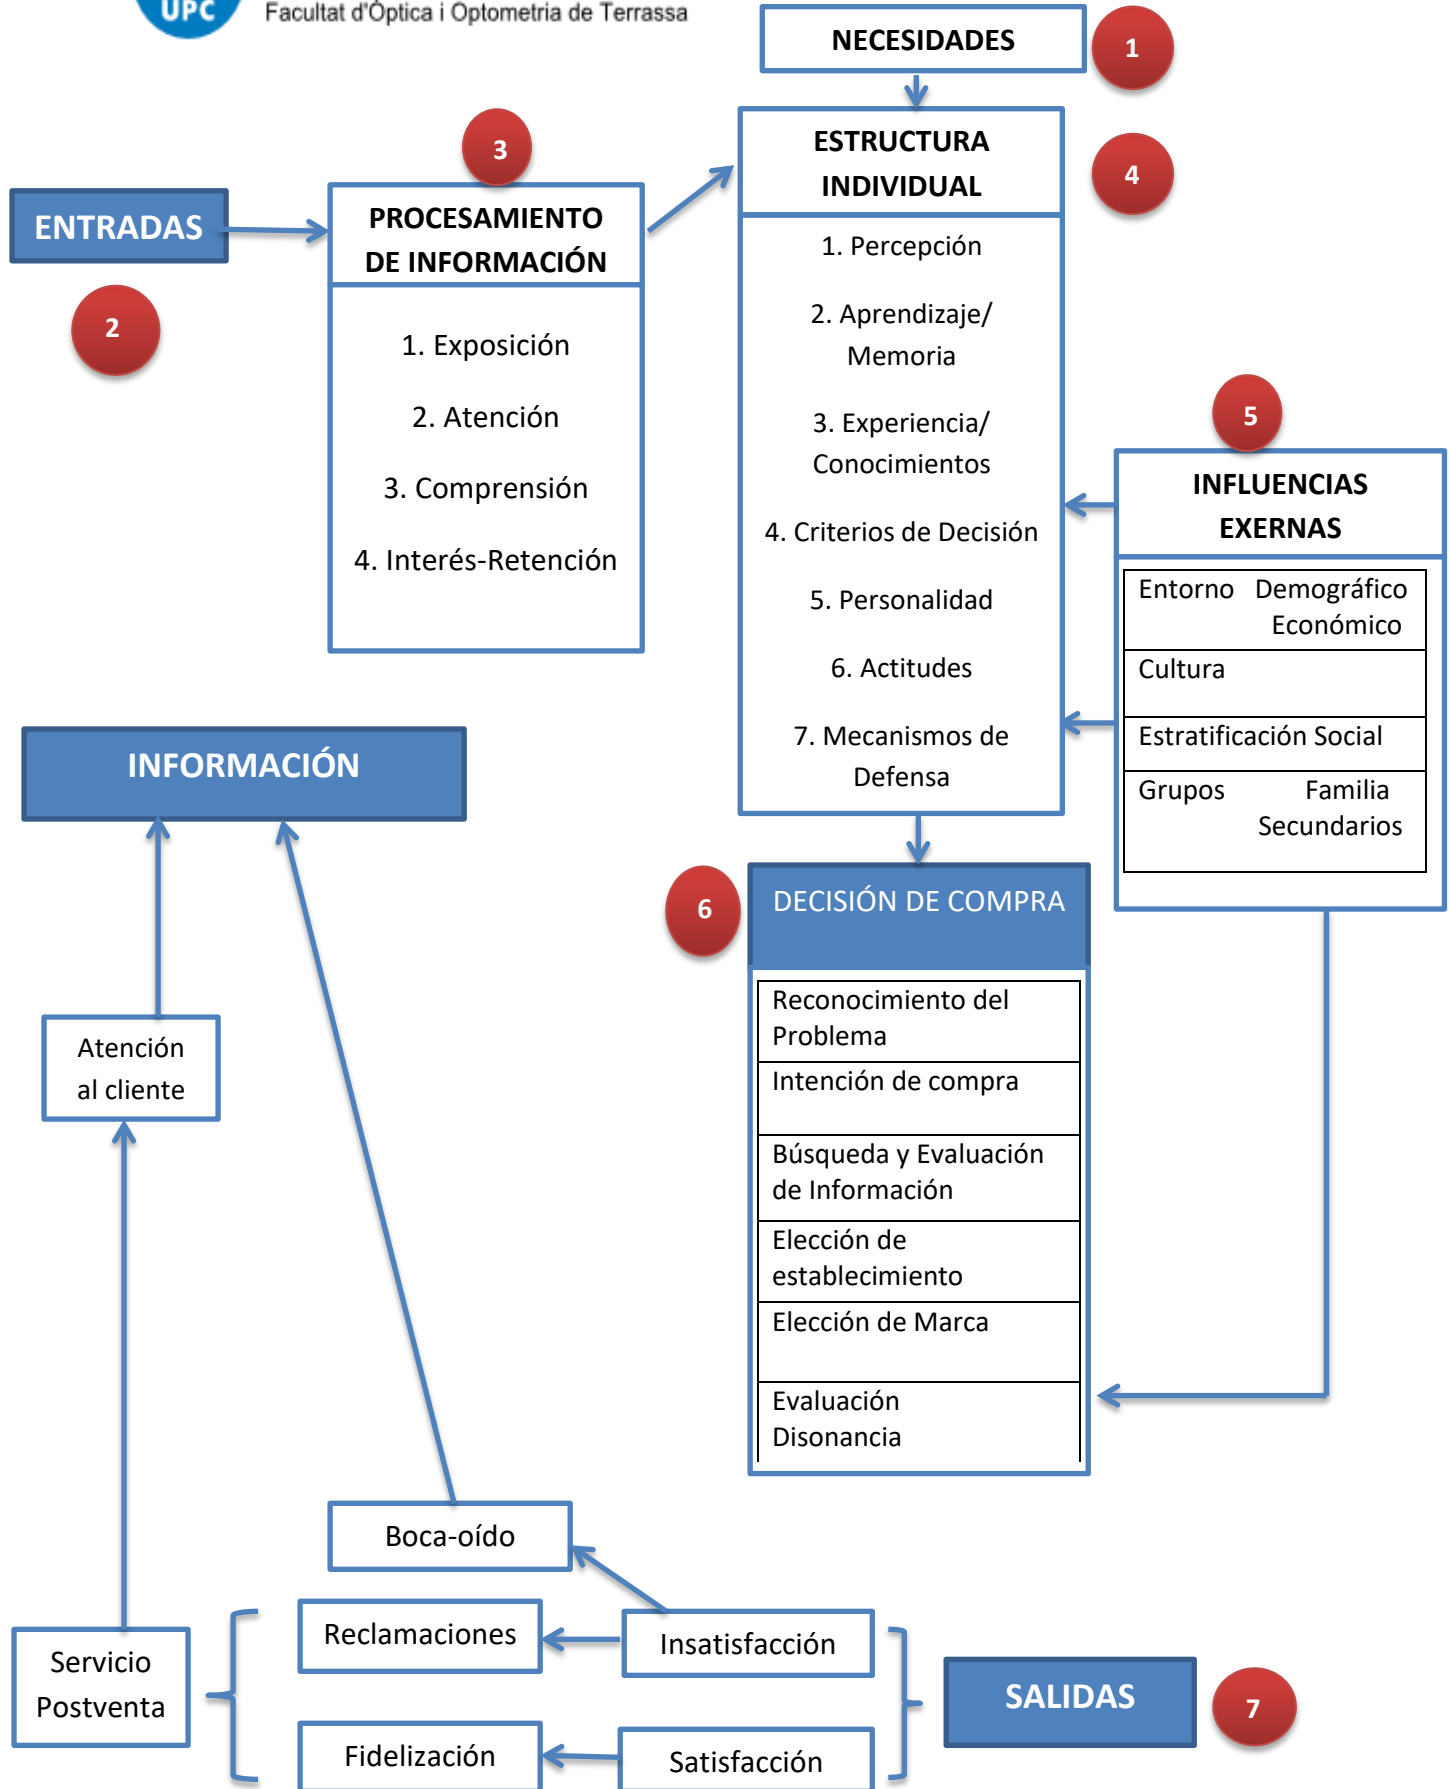 UPC
Facultat d'Òptica i Optometria de Terrassa
NECESIDADES
1
ESTRUCTURA
INDIVIDUAL
4
1. Percepción
2. Aprendizaje/
Memoria
3. Experiencia/
Conocimientos
4. Criterios de Decisión
5. Personalidad
6. Actitudes
7. Mecanismos de
Defensa
3
PROCESAMIENTO
DE INFORMACIÓN
1. Exposición
2. Atención
3. Comprensión
4. Interés-Retención
ENTRADAS
2
5
INFLUENCIAS
EXERNAS
Entorno Demográfico
Económico
Cultura
Estratificación Social
Grupos Familia
Secundarios
INFORMACIÓN
6
DECISIÓN DE COMPRA
Reconocimiento del
Problema
Intención de compra
Búsqueda y Evaluación
de Información
Elección de
establecimiento
Elección de Marca
Evaluación
Disonancia
Atención
al cliente
Boca-oído
Reclamaciones
Insatisfacción
Servicio
Postventa
SALIDAS
7
Fidelización
Satisfacción